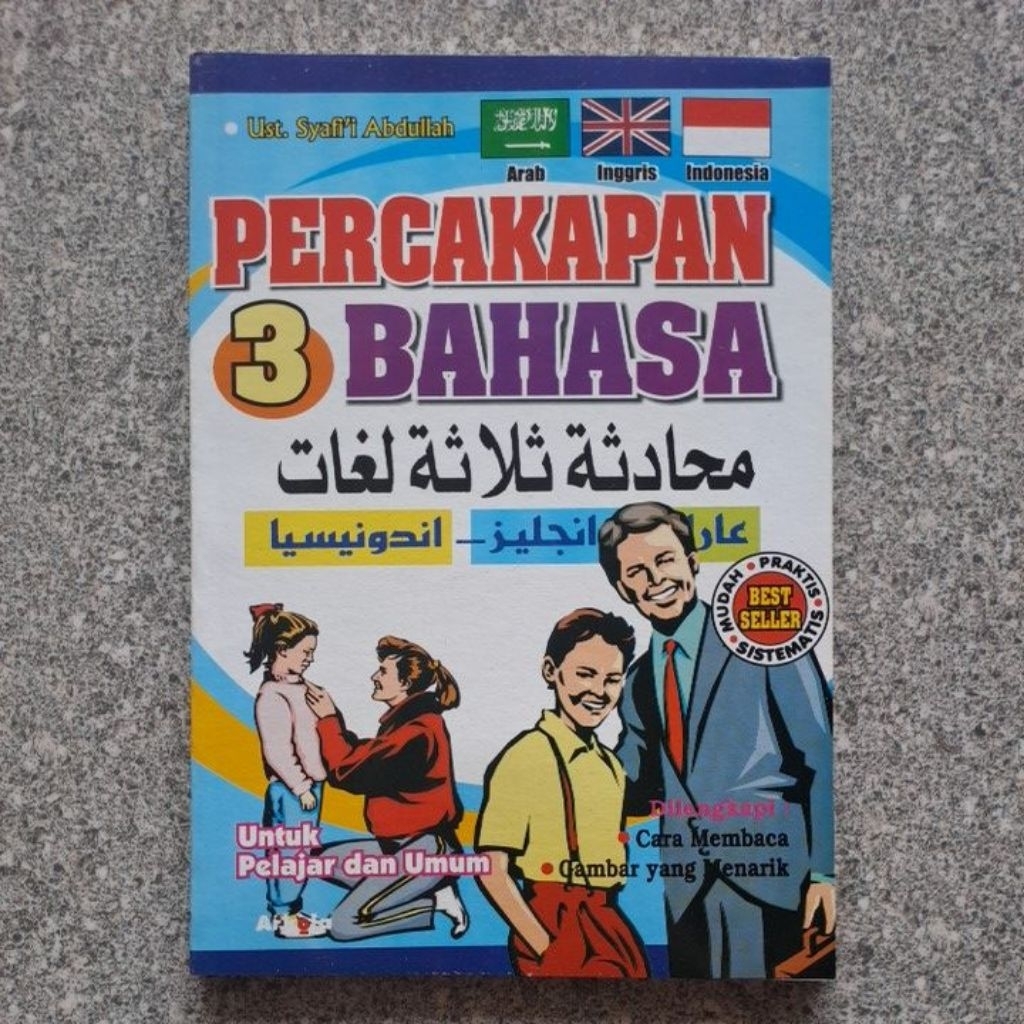 Ust. Syafi'i Abdullah
Arab Inggris Indonesia
PERCAKAPAN
3 BAHASA
محادثة ثلاثة لغات
انجليز - اندونيسيا
MUDAH • PRAKTIS • SISTEMATIS
BEST
SELLER
Dilengkapi :
• Cara Membaca
• Gambar yang Menarik
Untuk
Pelajar dan Umum